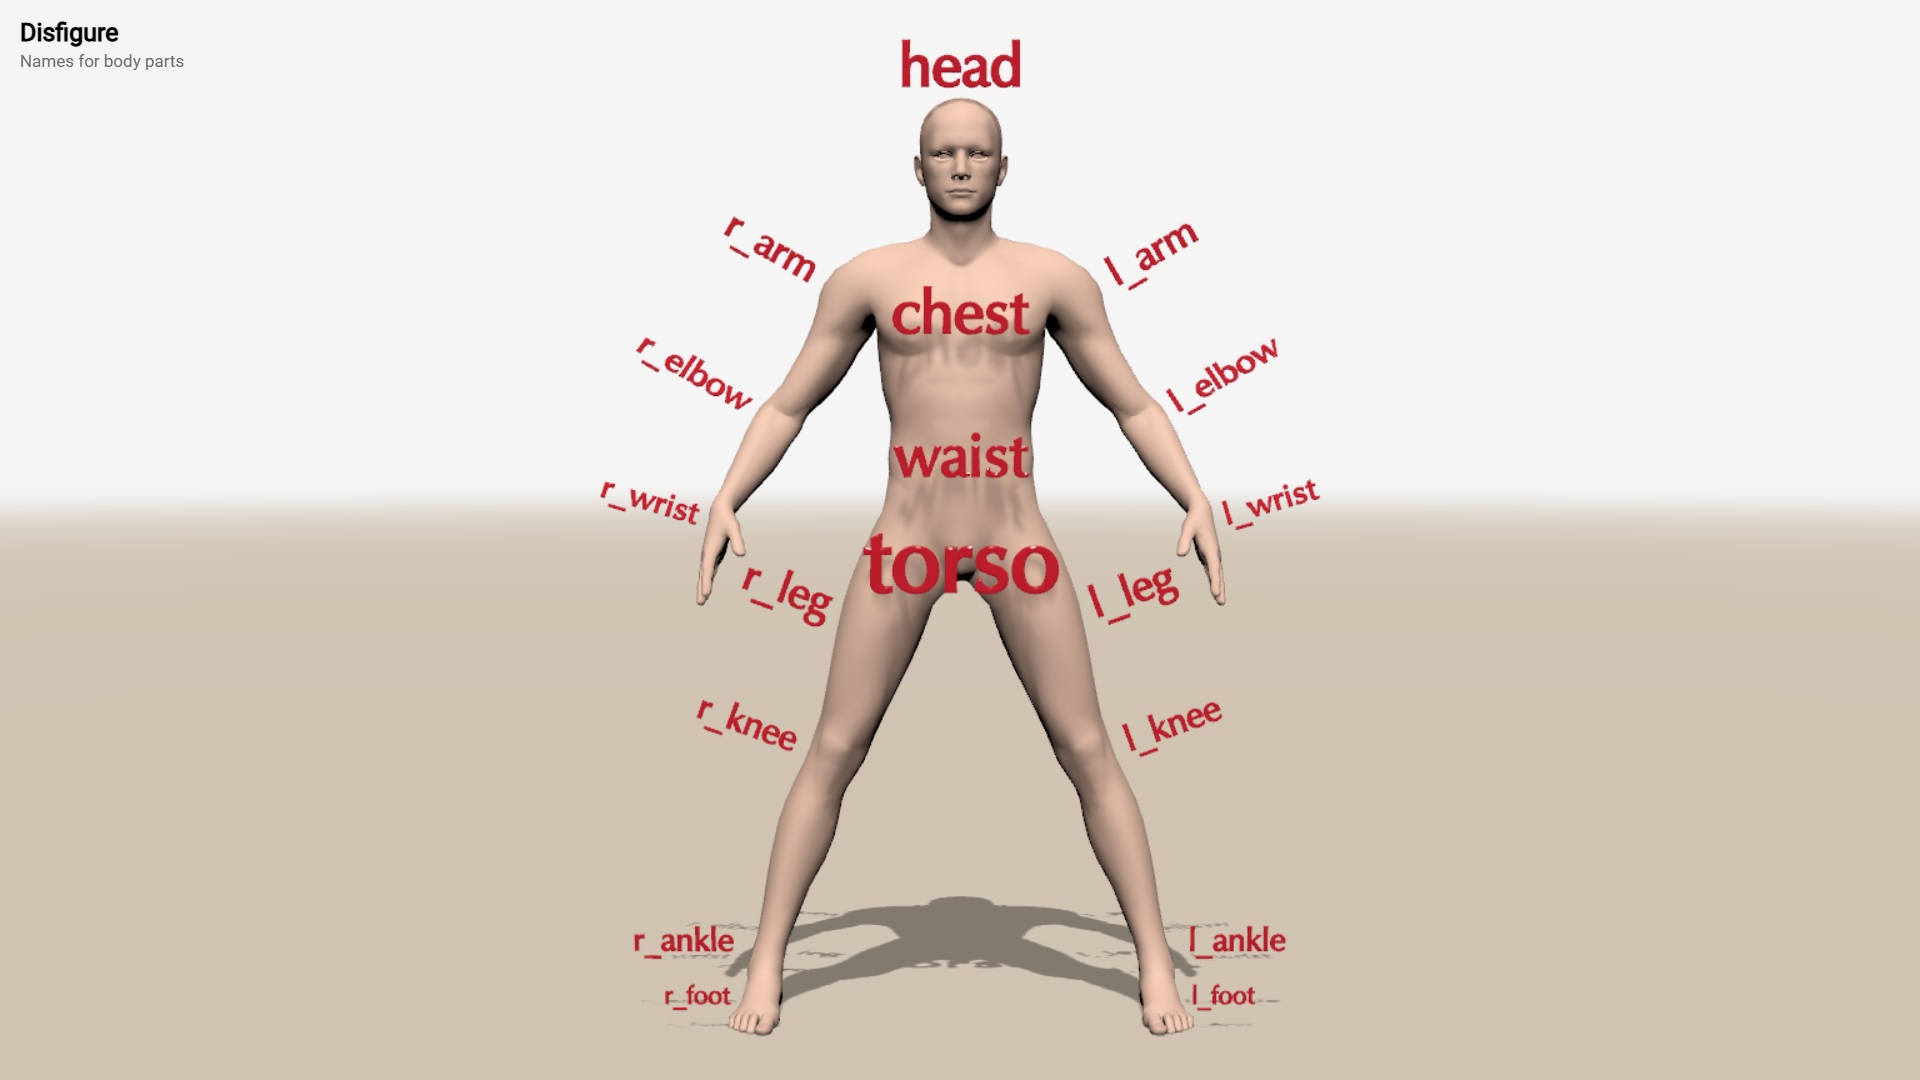 Disfigure
Names for body parts
head
r_arm
l_arm
chest
r_elbow
l_elbow
waist
r_wrist
l_wrist
torso
r_leg
l_leg
r_knee
l_knee
r_ankle
l_ankle
r_foot
l_foot